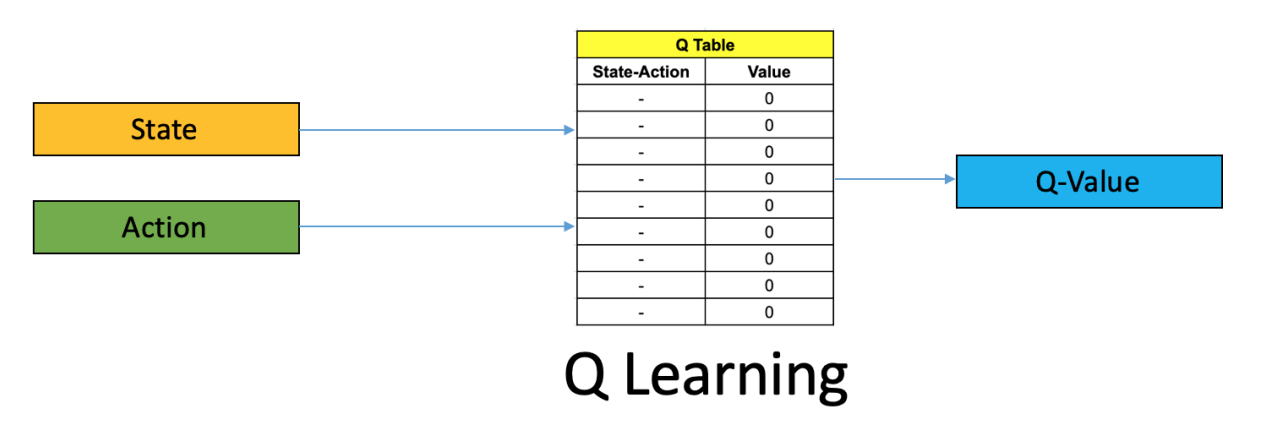 Q Table
State-Action Value
- 0
- 0
- 0
- 0
- 0
- 0
- 0
- 0
- 0
State
Action
Q-Value
Q Learning